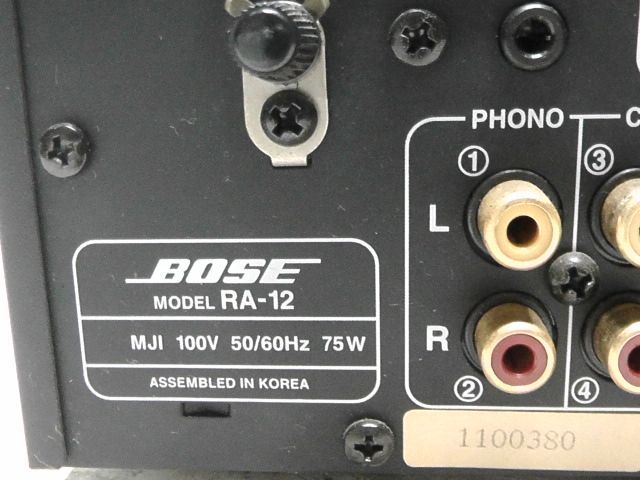 PHONO C
① ③
L
BOSE
MODEL RA-12
MJI 100V 50/60Hz 75W
R
ASSEMBLED IN KOREA
② ④
1100380